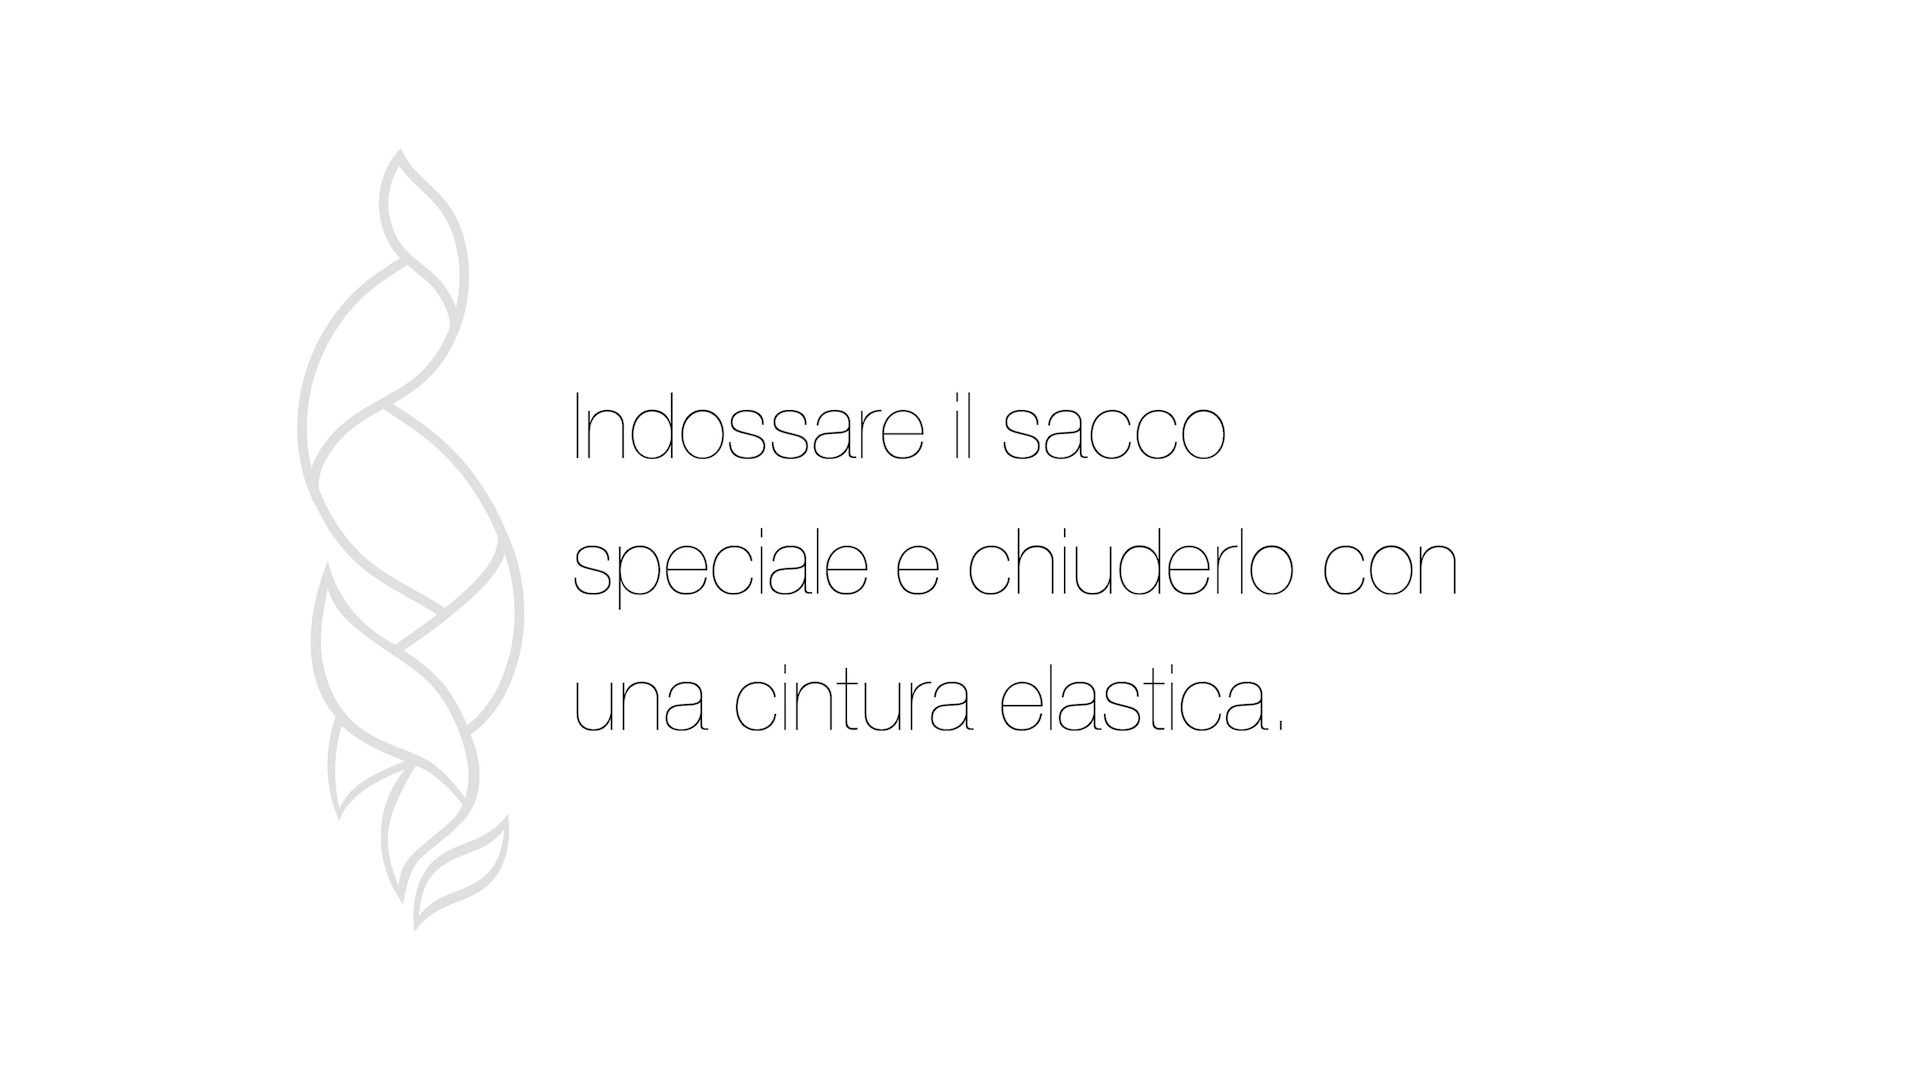 Indossare il sacco
speciale e chiuderlo con
una cintura elastica.